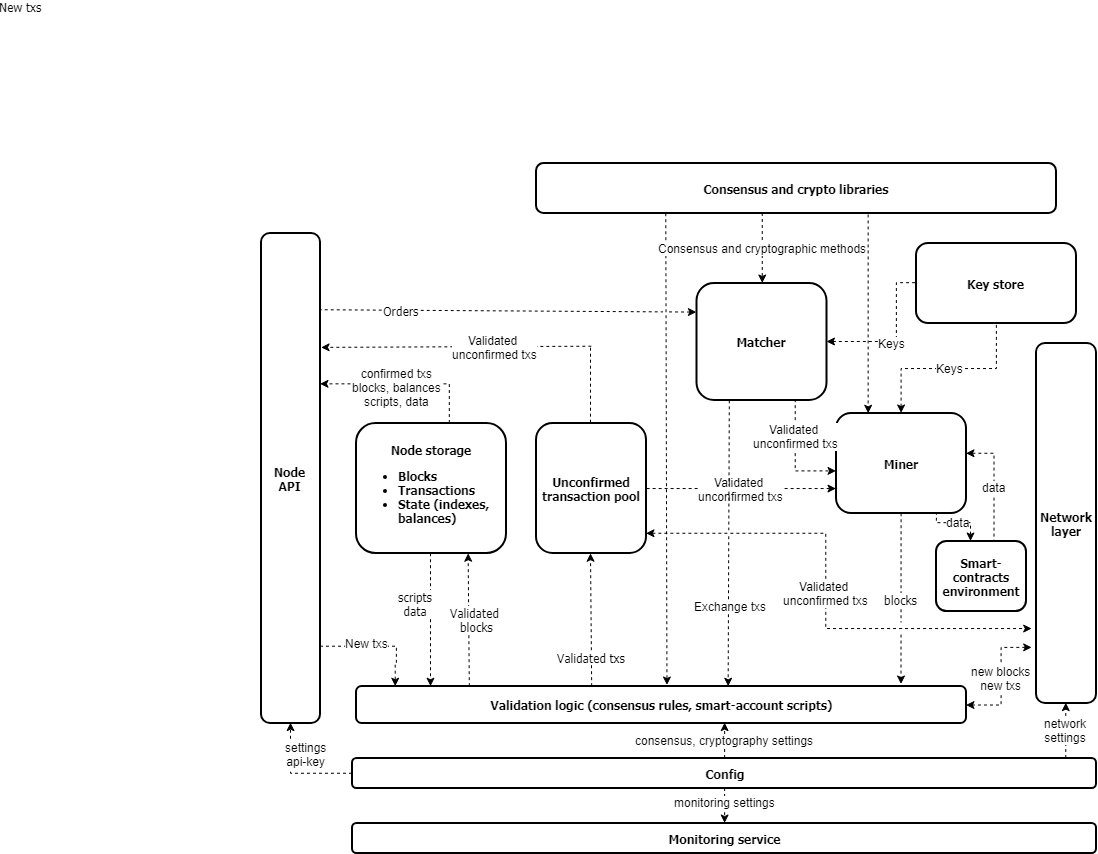 New txs
Consensus and crypto libraries
Consensus and cryptographic methods
Key store
Orders
Matcher
Keys
Validated
unconfirmed txs
Keys
confirmed txs
blocks, balances
scripts, data
Node
API
Node storage
• Blocks
• Transactions
• State (indexes,
balances)
Unconfirmed
transaction pool
Validated
unconfirmed txs
Validated
unconfirmed txs
Miner
data
data
Network
layer
Smart-
contracts
environment
scripts
data
Validated
blocks
Exchange txs
Validated
unconfirmed txs
blocks
New txs
Validated txs
new blocks
new txs
Validation logic (consensus rules, smart-account scripts)
settings
api-key
consensus, cryptography settings
network
settings
Config
monitoring settings
Monitoring service